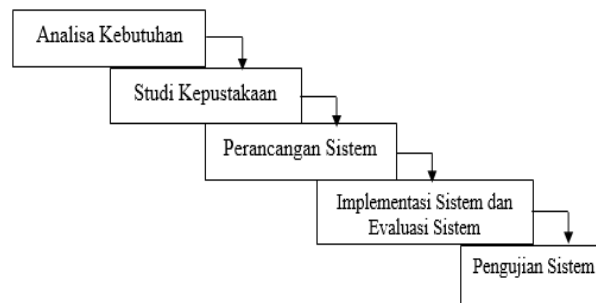 Analisa Kebutuhan
Studi Kepustakaan
Perancangan Sistem
Implementasi Sistem dan
Evaluasi Sistem
Pengujian Sistem